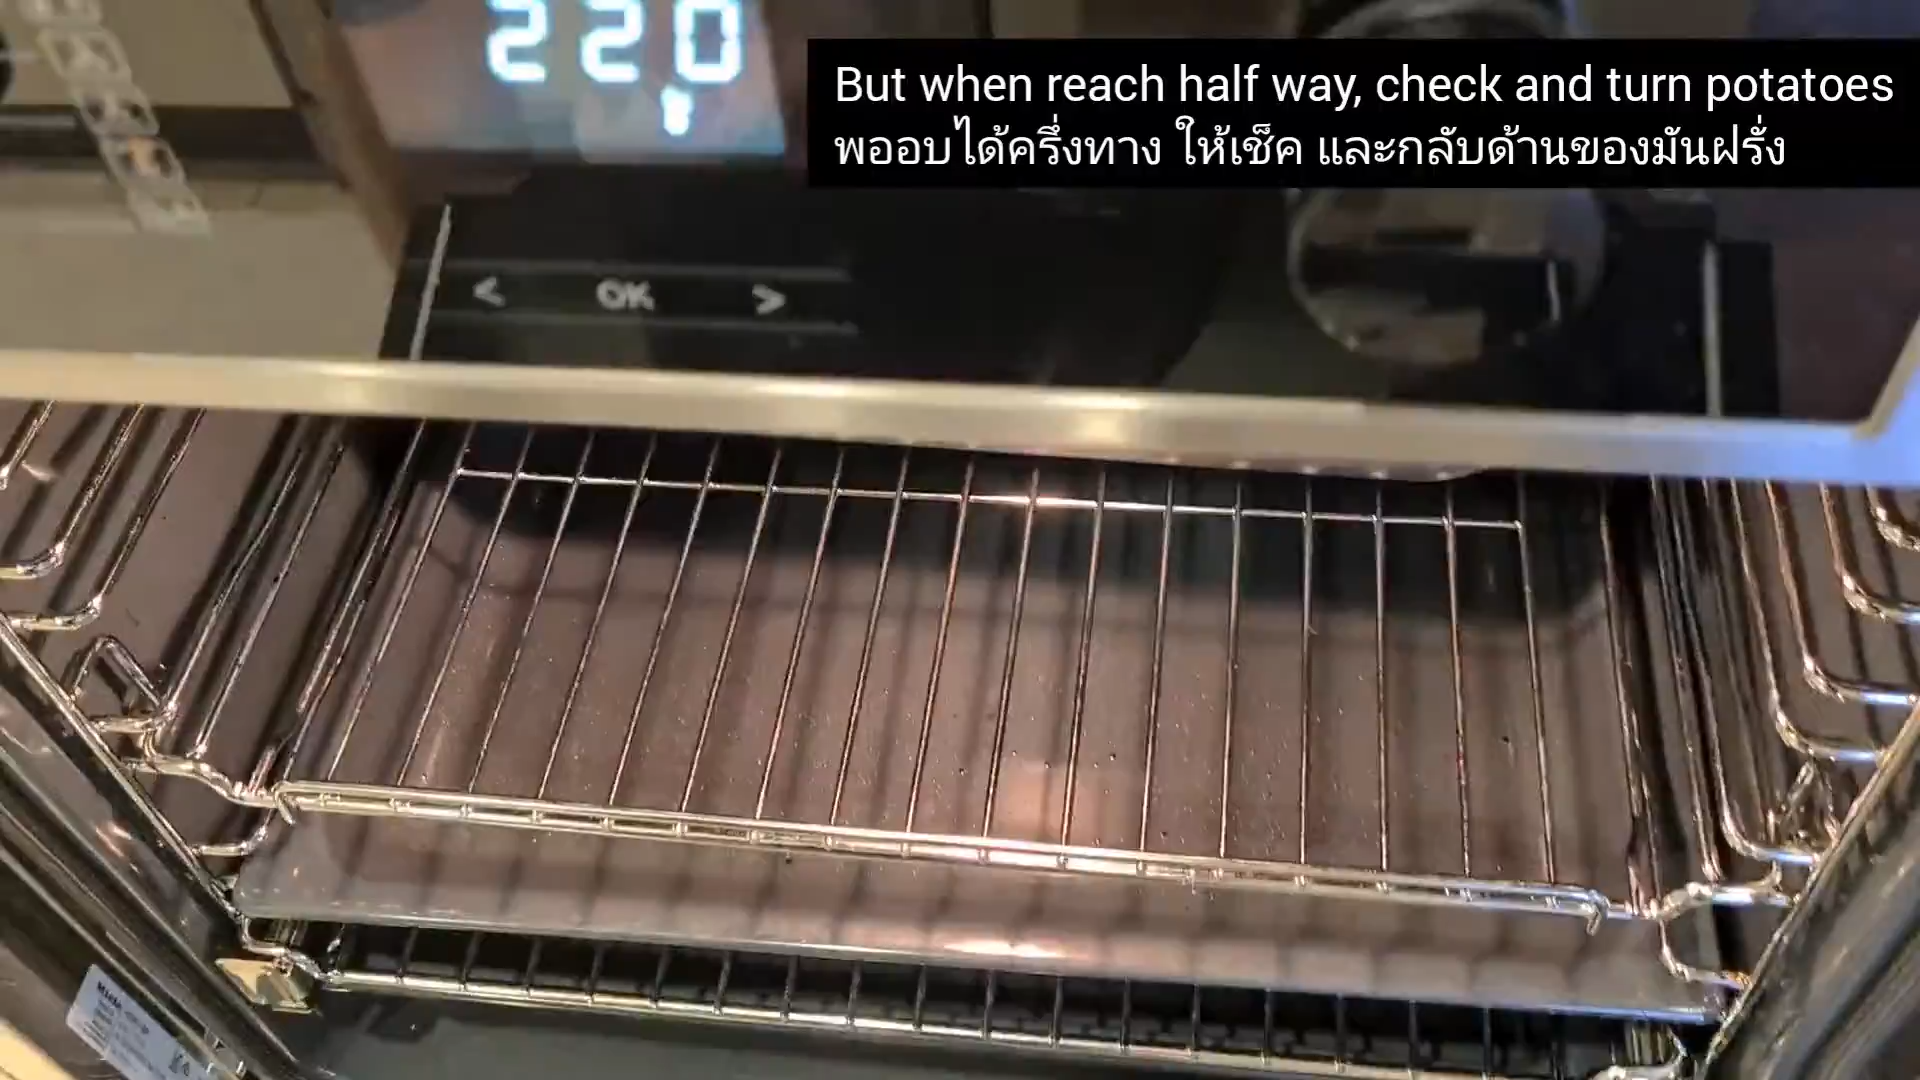 220
But when reach half way, check and turn potatoes
พออบได้ครึ่งทาง ให้เช็ค และกลับด้านของมันฝรั่ง
< OK >
Miele